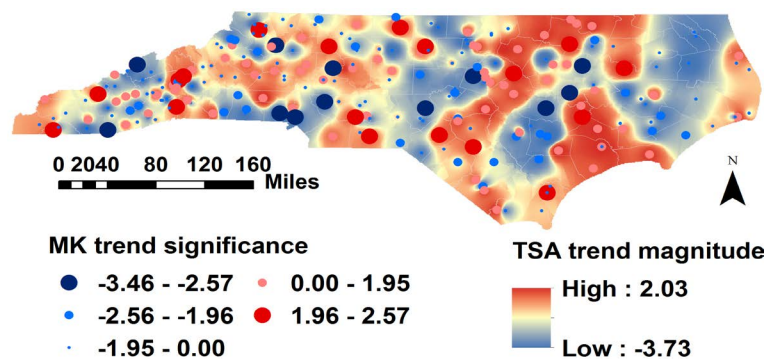 0 2040 80 120 160
Miles
N
MK trend significance
-3.46 - -2.57
0.00 - 1.95
-2.56 - -1.96
1.96 - 2.57
-1.95 - 0.00
TSA trend magnitude
High : 2.03
Low : -3.73